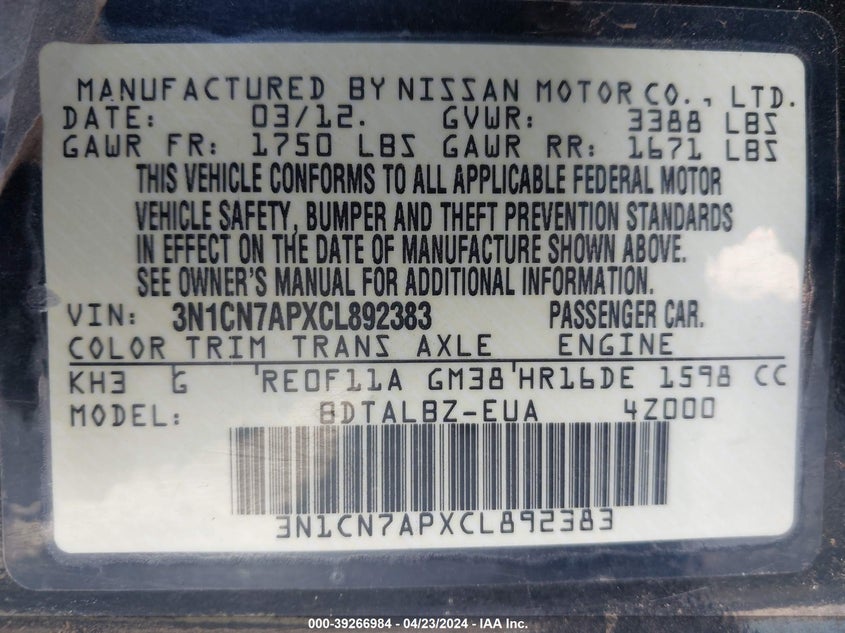 MANUFACTURED BY NISSAN MOTOR CO., LTD.
DATE: 03/12. GVWR: 3388 LBS
GAWR FR: 1750 LBS GAWR RR: 1671 LBS
THIS VEHICLE CONFORMS TO ALL APPLICABLE FEDERAL MOTOR
VEHICLE SAFETY, BUMPER AND THEFT PREVENTION STANDARDS
IN EFFECT ON THE DATE OF MANUFACTURE SHOWN ABOVE.
SEE OWNER'S MANUAL FOR ADDITIONAL INFORMATION.
VIN: 3N1CN7APXCL892383 PASSENGER CAR.
COLOR TRIM TRANS AXLE ENGINE
KH3 G RE0F11A GM38 HR16DE 1598 CC
MODEL: BDTALBZ-EUA 4Z000
3N1CN7APXCL892383
000-39266984 - 04/23/2024 - IAA Inc.